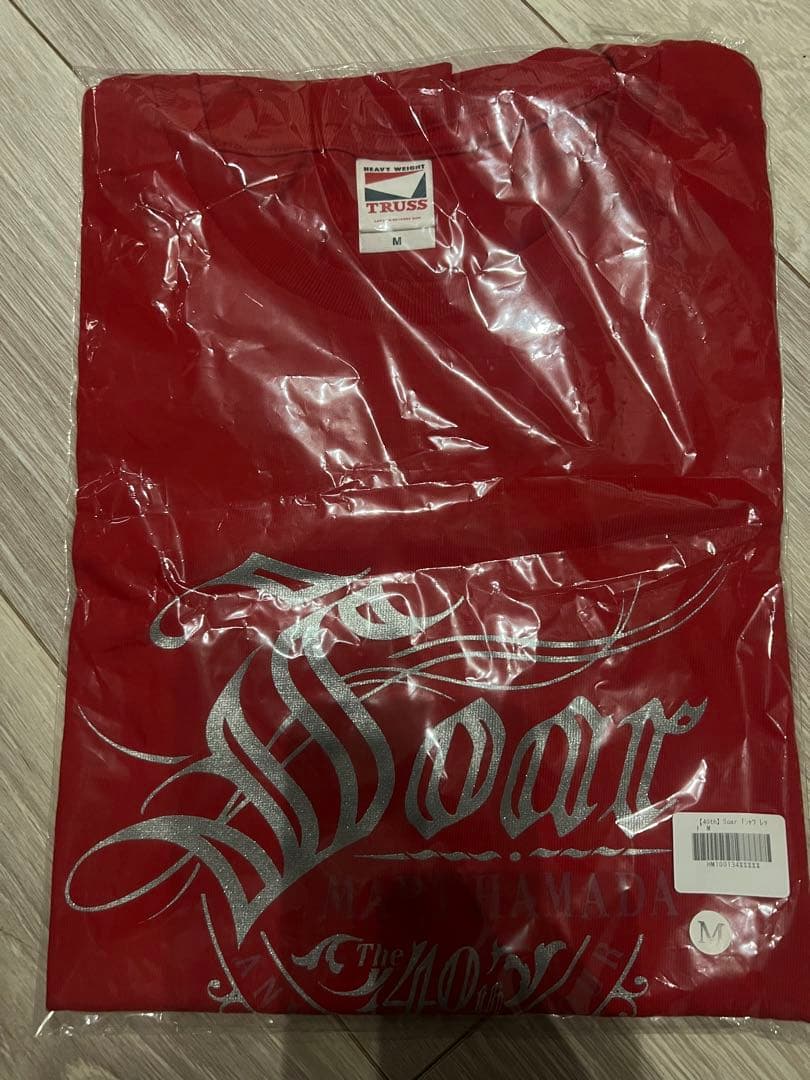 HEAVY WEIGHT
TRUSS
M
Soar
MARI HAMADA
The
40th
【40th】Soar Tシャツ レッ
ド M
M